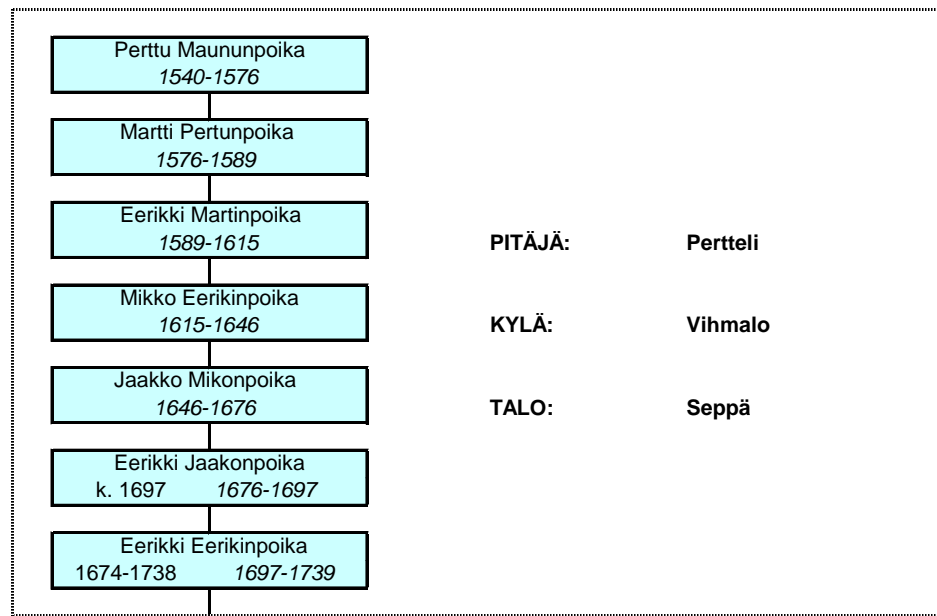 Perttu Maununpoika
1540-1576
Martti Pertunpoika
1576-1589
Eerikki Martinpoika
1589-1615
PITÄJÄ: Pertteli
Mikko Eerikinpoika
1615-1646
KYLÄ: Vihmalo
Jaakko Mikonpoika
1646-1676
TALO: Seppä
Eerikki Jaakonpoika
k. 1697 1676-1697
Eerikki Eerikinpoika
1674-1738 1697-1739